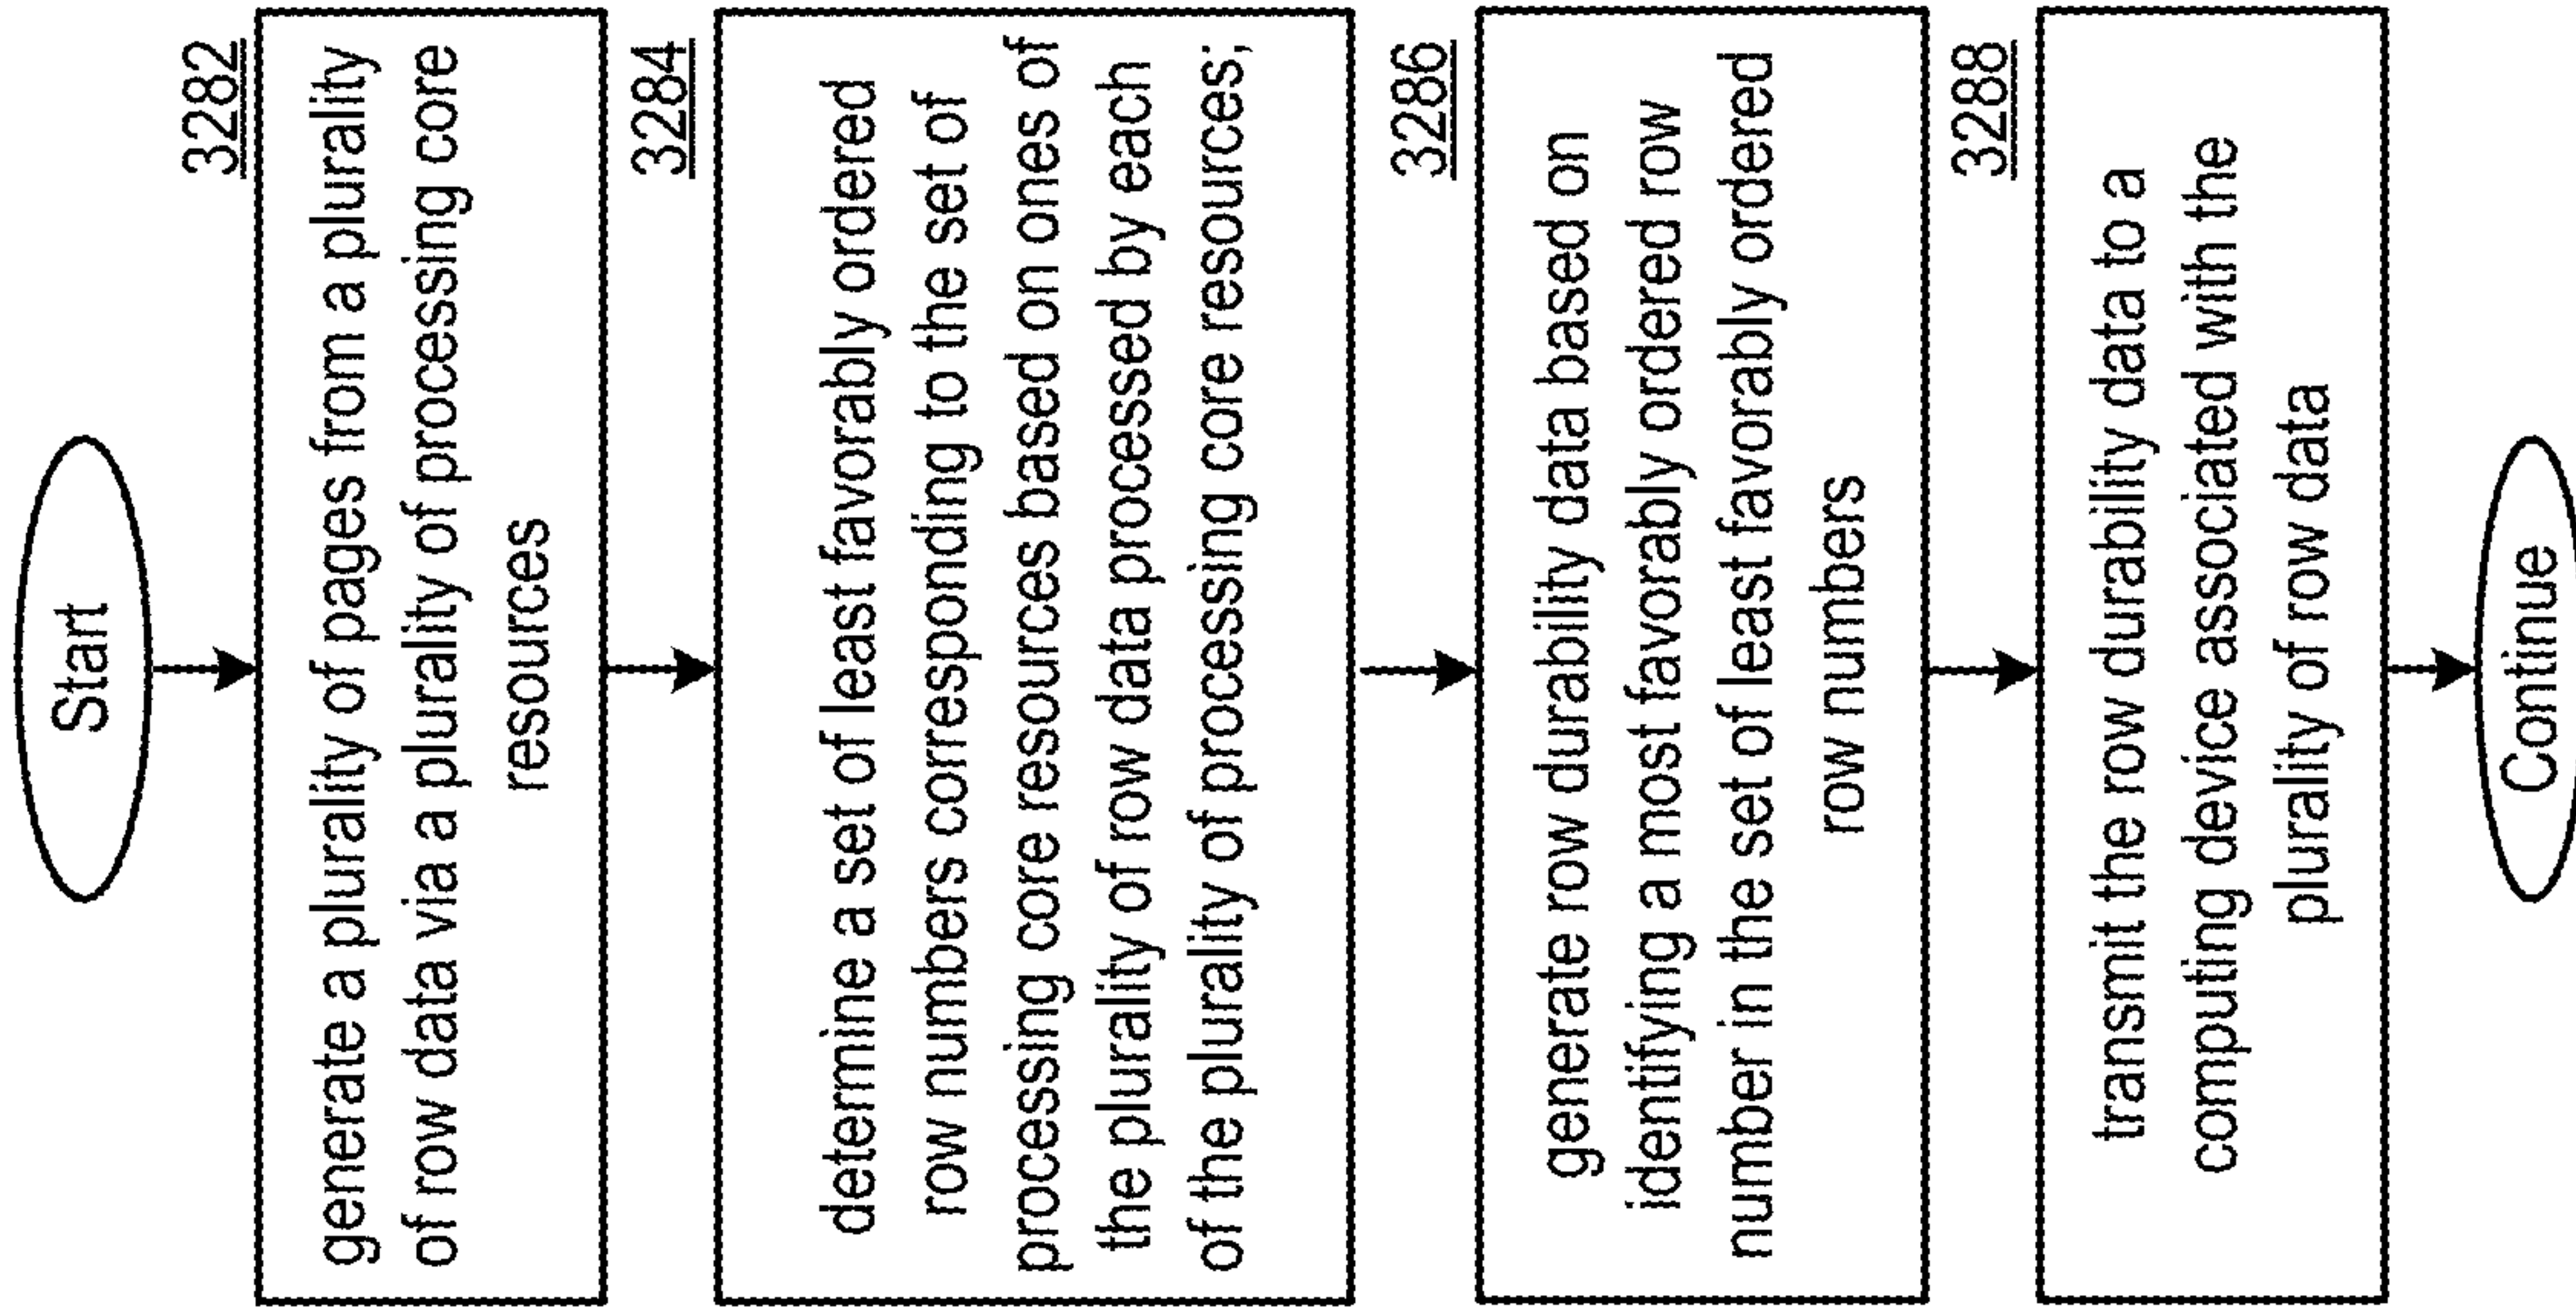 Start
3282
generate a plurality of pages from a plurality
of row data via a plurality of processing core
resources
3284
determine a set of least favorably ordered
row numbers corresponding to the set of
processing core resources based on ones of
the plurality of row data processed by each
of the plurality of processing core resources;
3286
generate row durability data based on
identifying a most favorably ordered row
number in the set of least favorably ordered
row numbers
3288
transmit the row durability data to a
computing device associated with the
plurality of row data
Continue